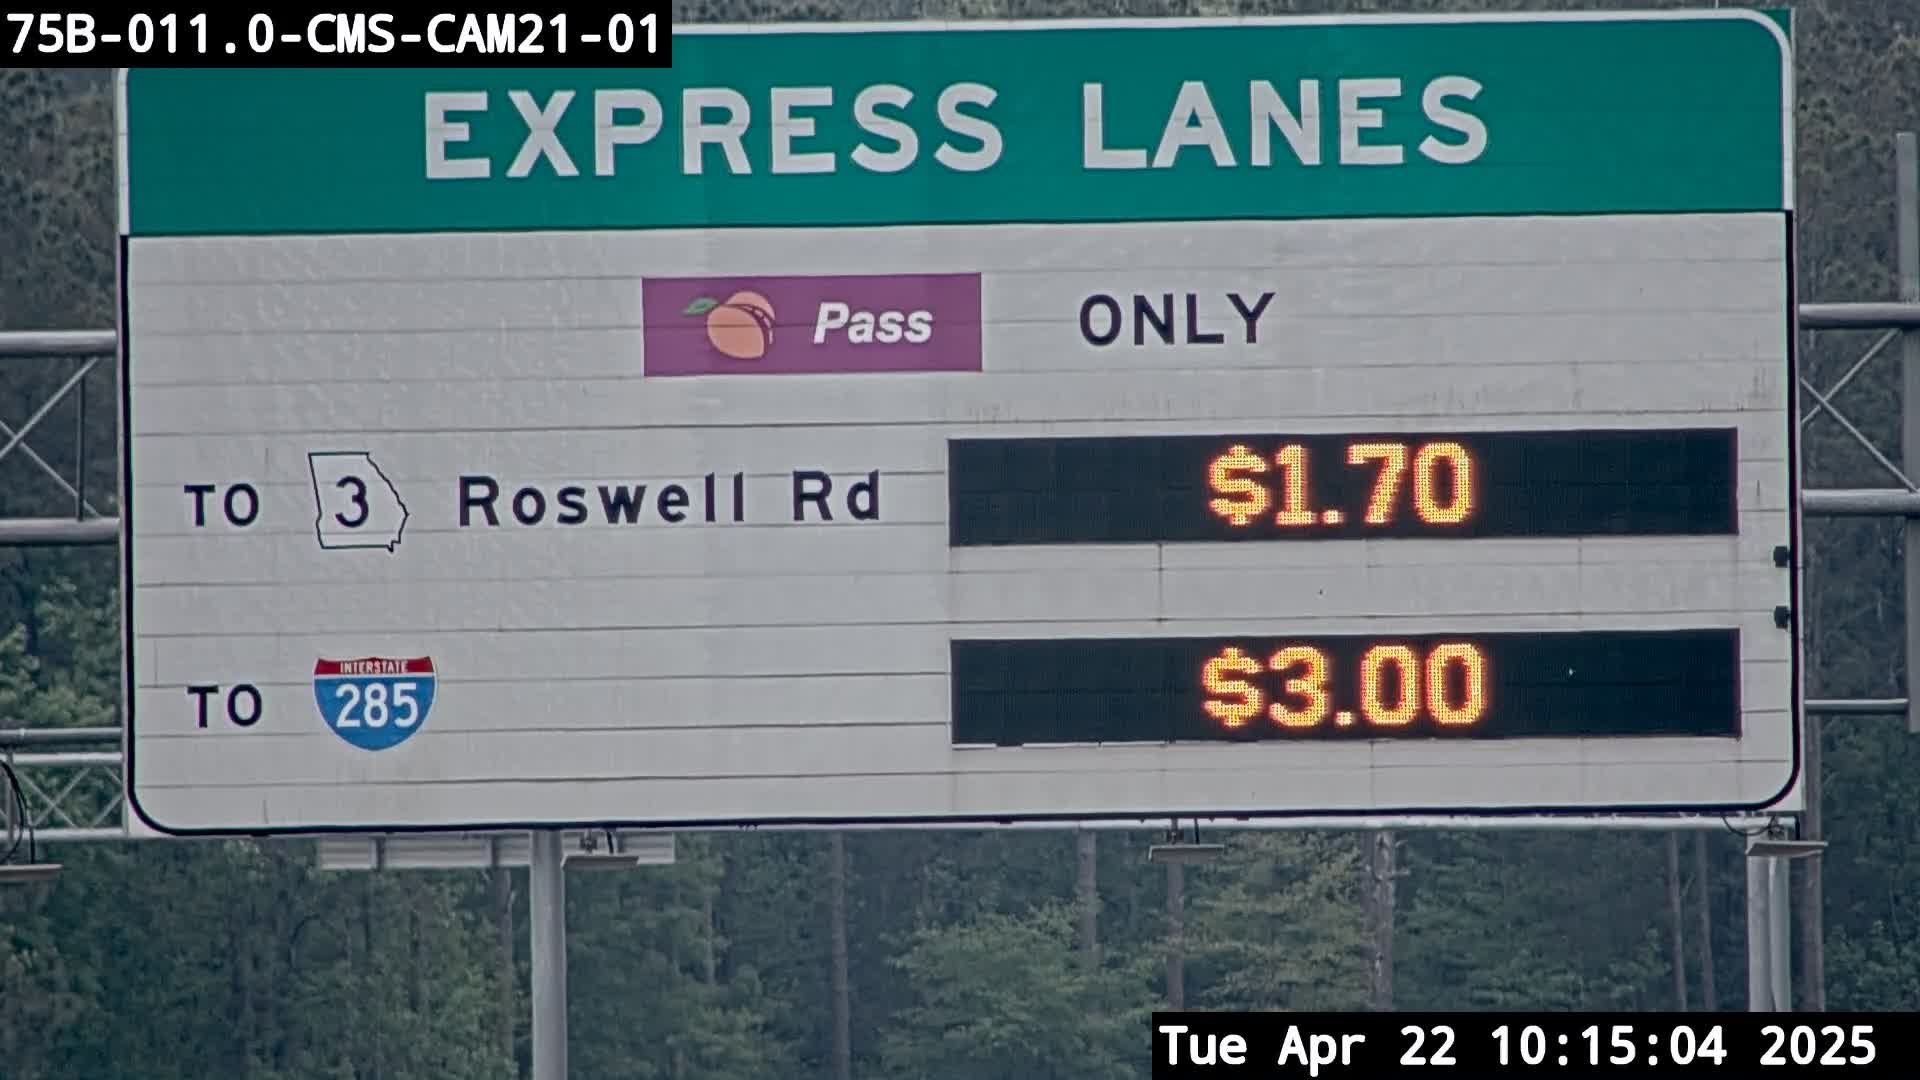 75B-011.0-CMS-CAM21-01
EXPRESS LANES
Pass ONLY
TO 3 Roswell Rd $1.70
INTERSTATE
TO 285 $3.00
Tue Apr 22 10:15:04 2025